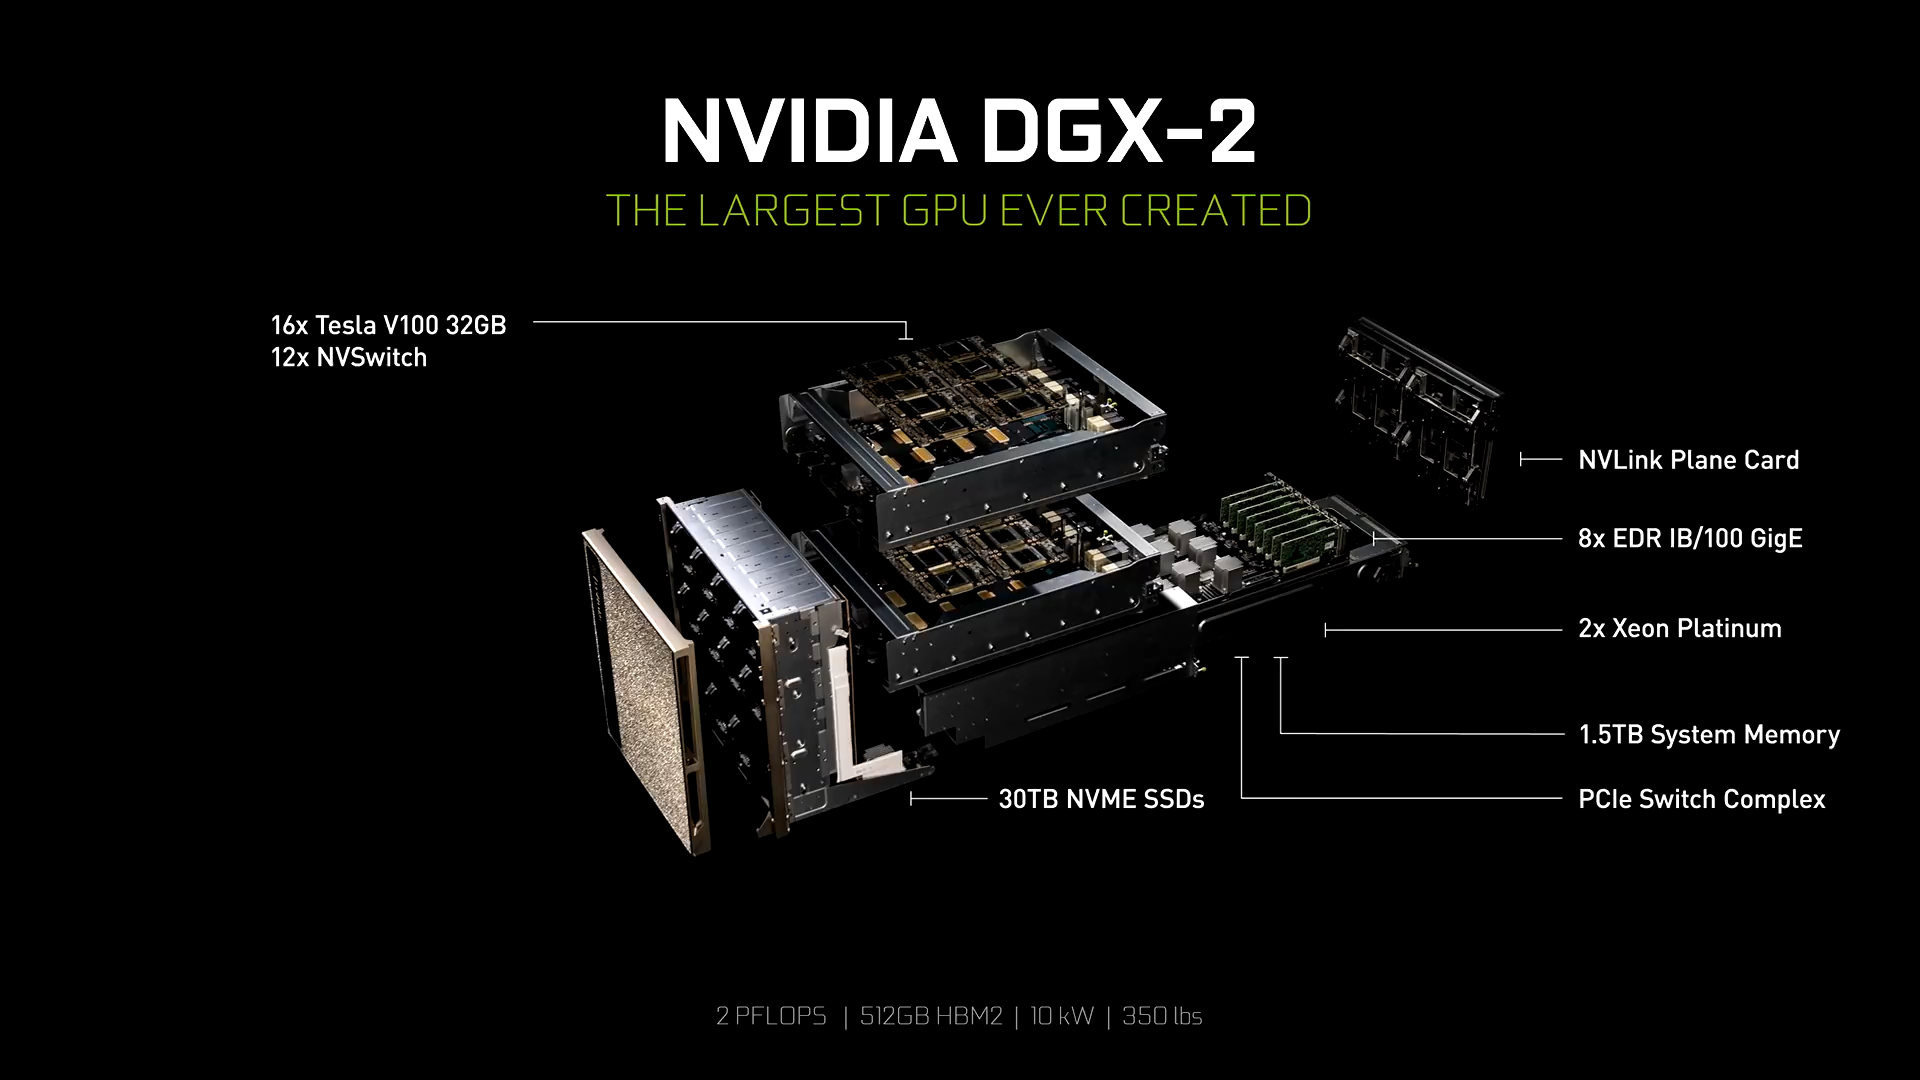 NVIDIA DGX-2
THE LARGEST GPU EVER CREATED
16x Tesla V100 32GB
12x NVSwitch
NVLink Plane Card
8x EDR IB/100 GigE
2x Xeon Platinum
1.5TB System Memory
30TB NVME SSDs
PCIe Switch Complex
2 PFLOPS | 512GB HBM2 | 10 kW | 350 lbs